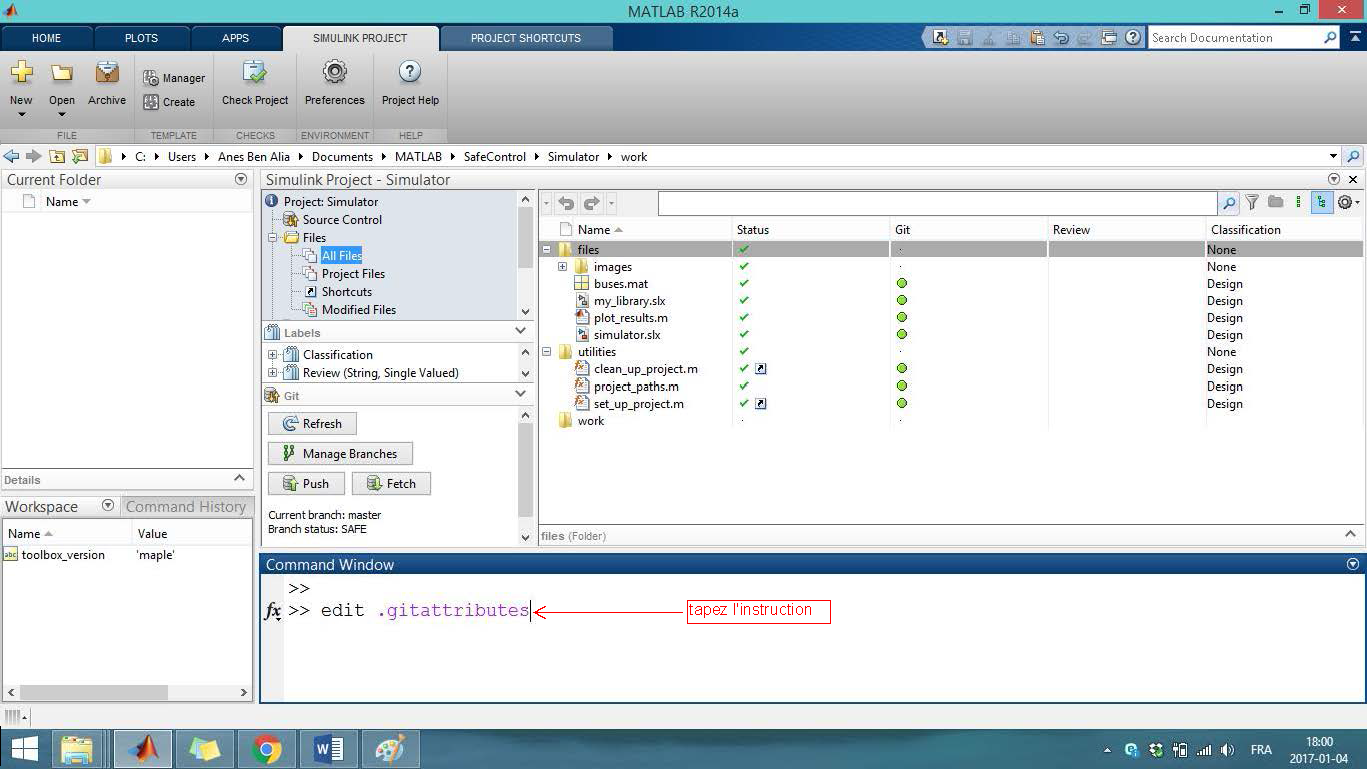 MATLAB R2014a
HOME PLOTS APPS SIMULINK PROJECT PROJECT SHORTCUTS
Search Documentation
New Open Archive Manager Create Check Project Preferences Project Help
FILE TEMPLATE CHECKS ENVIRONMENT HELP
C: Users Anes Ben Alia Documents MATLAB SafeControl Simulator work
Current Folder
Name
Details
Workspace Command History
Name Value
toolbox_version 'maple'
Simulink Project - Simulator
Project: Simulator
Source Control
Files
All Files
Project Files
Shortcuts
Modified Files
Labels
Classification
Review (String, Single Valued)
Git
Refresh
Manage Branches
Push Fetch
Current branch: master
Branch status: SAFE
Name Status Git Review Classification
files None
images None
buses.mat Design
my_library.slx Design
plot_results.m Design
simulator.slx Design
utilities None
clean_up_project.m Design
project_paths.m Design
set_up_project.m Design
work
files (Folder)
Command Window
>>
fx >> edit .gitattributes
tapez l'instruction
FRA
18:00
2017-01-04